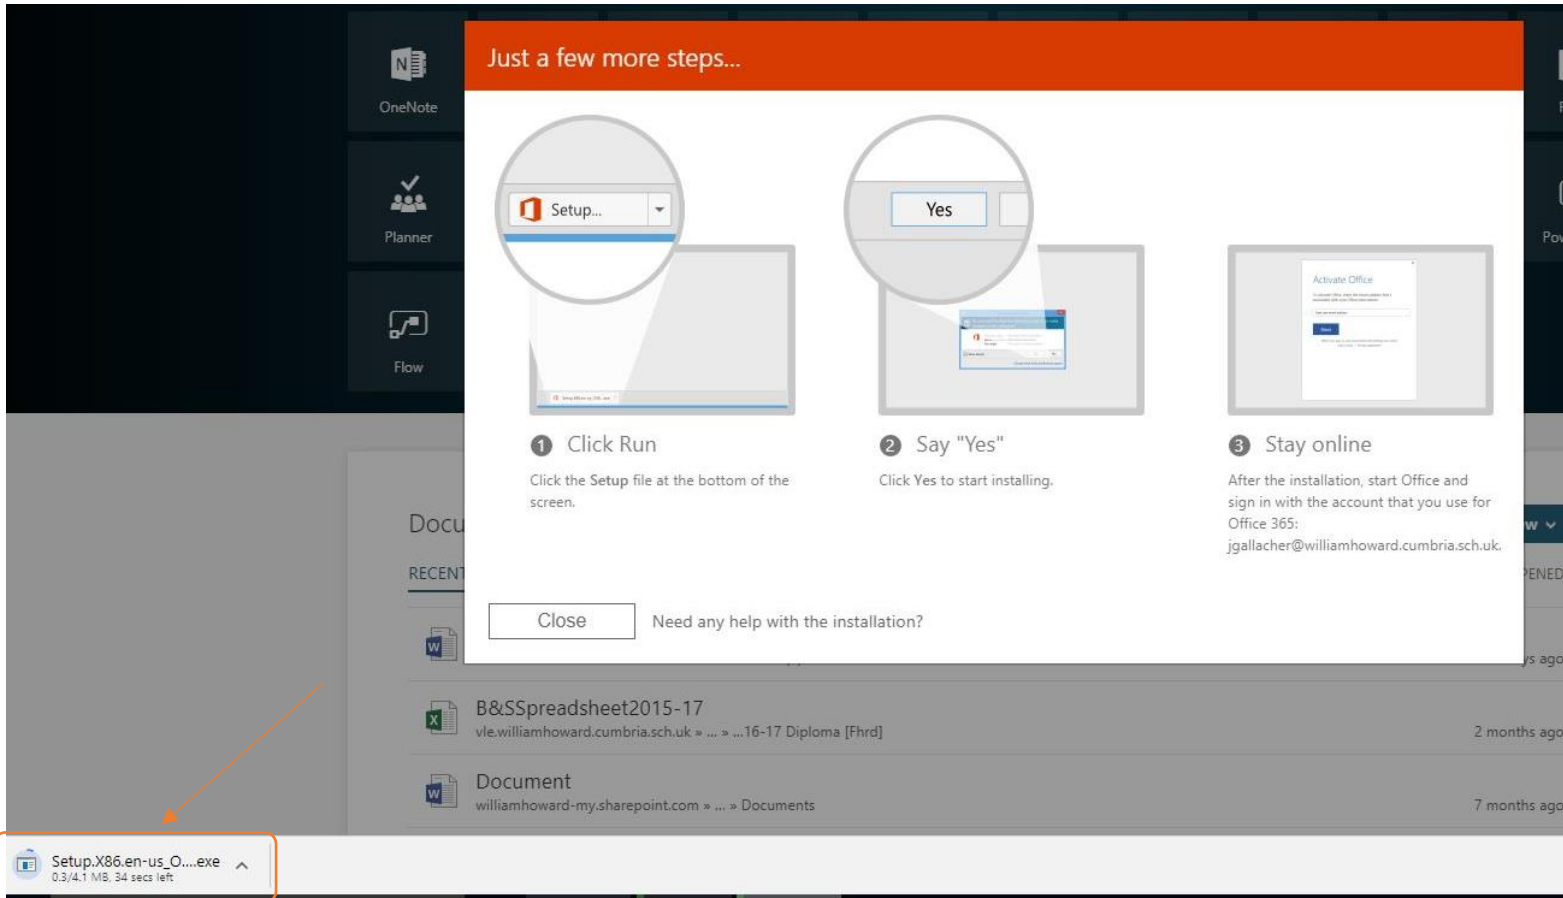 Just a few more steps...
OneNote
Planner
Flow
Pow
Setup...
Yes
Activate Office
1 Click Run
Click the Setup file at the bottom of the
screen.
2 Say "Yes"
Click Yes to start installing.
3 Stay online
After the installation, start Office and
sign in with the account that you use for
Office 365:
jgallacher@williamhoward.cumbria.sch.uk.
Docu
w
RECENT
PENED
Close
Need any help with the installation?
ys ago
B&SSpreadsheet2015-17
vle.williamhoward.cumbria.sch.uk » ... » ...16-17 Diploma [Fhrd]
2 months ago
Document
williamhoward-my.sharepoint.com » ... » Documents
7 months ago
Setup.X86.en-us_O....exe
0.3/4.1 MB, 34 secs left